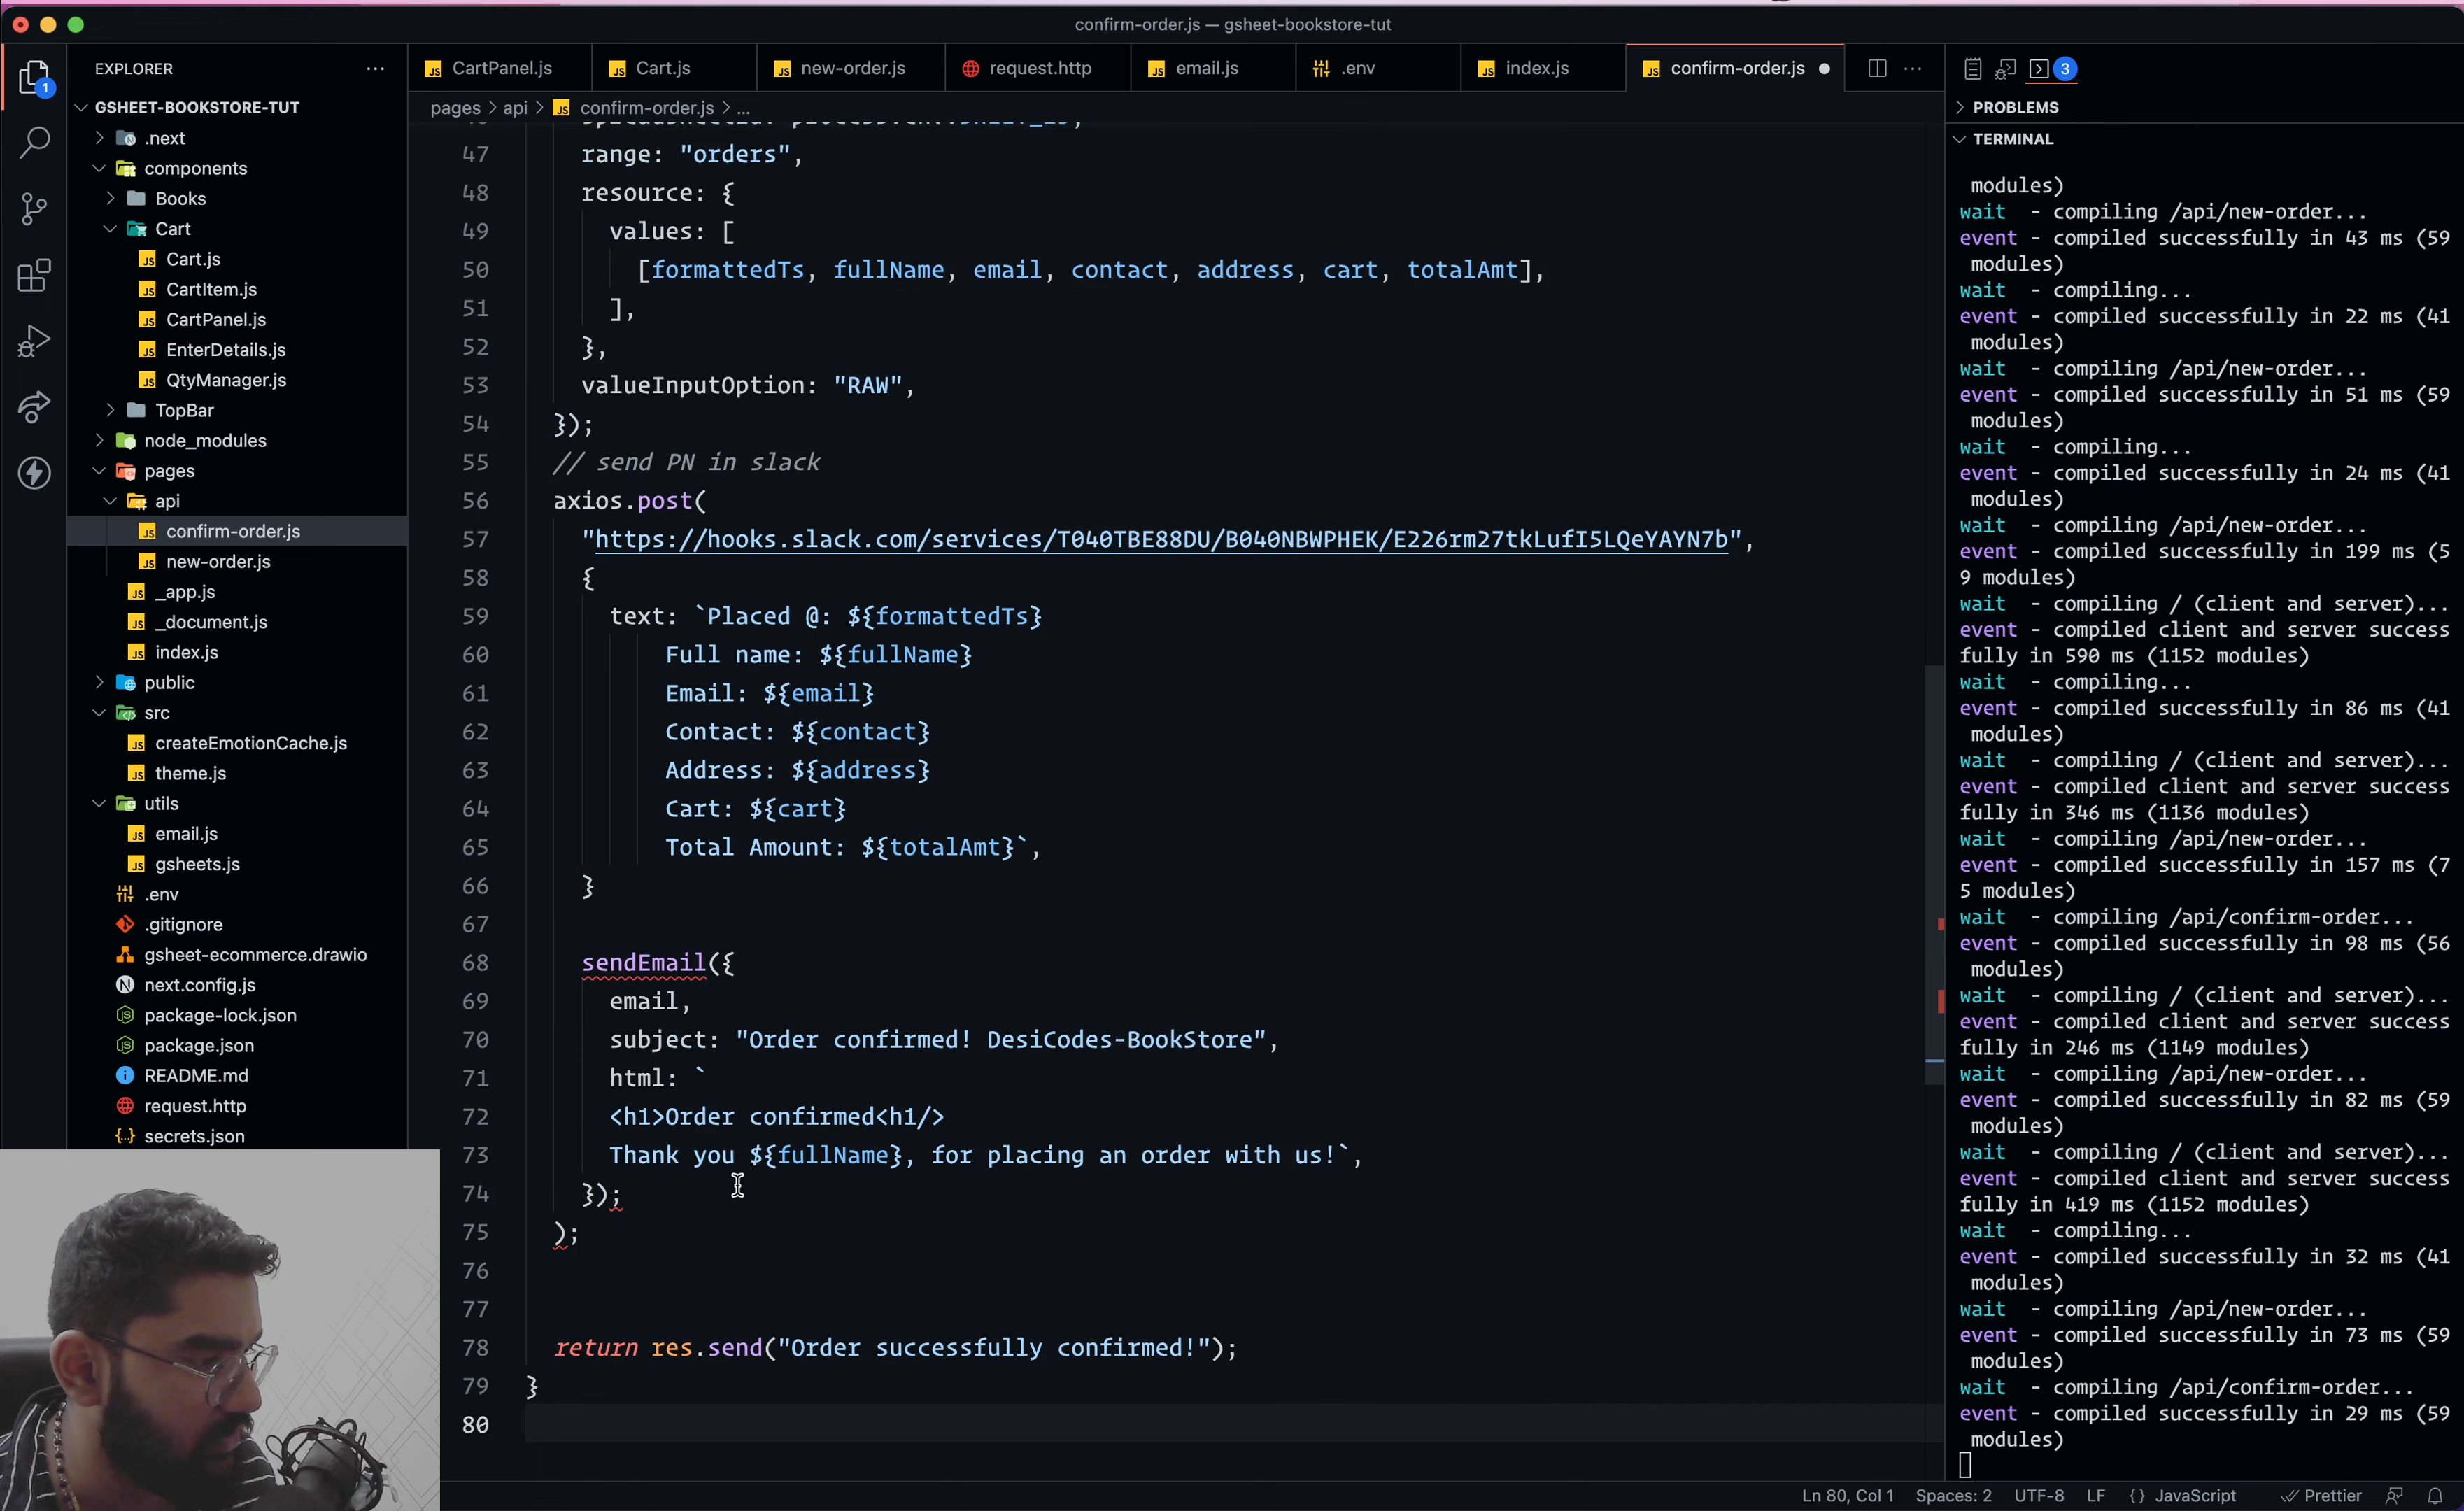 confirm-order.js — gsheet-bookstore-tut
EXPLORER
CartPanel.js
Cart.js
new-order.js
request.http
email.js
.env
index.js
confirm-order.js
3
1
GSHEET-BOOKSTORE-TUT
.next
components
Books
Cart
Cart.js
CartItem.js
CartPanel.js
EnterDetails.js
QtyManager.js
TopBar
node_modules
pages
api
confirm-order.js
new-order.js
_app.js
_document.js
index.js
public
src
createEmotionCache.js
theme.js
utils
email.js
gsheets.js
.env
.gitignore
gsheet-ecommerce.drawio
next.config.js
package-lock.json
package.json
README.md
request.http
secrets.json
pages > api > confirm-order.js > ...
47 range: "orders",
48 resource: {
49 values: [
50 [formattedTs, fullName, email, contact, address, cart, totalAmt],
51 ],
52 },
53 valueInputOption: "RAW",
54 });
55 // send PN in slack
56 axios.post(
57 "https://hooks.slack.com/services/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",
58 {
59 text: `Placed @: ${formattedTs}
60 Full name: ${fullName}
61 Email: ${email}
62 Contact: ${contact}
63 Address: ${address}
64 Cart: ${cart}
65 Total Amount: ${totalAmt}`,
66 }
67
68 sendEmail({
69 email,
70 subject: "Order confirmed! DesiCodes-BookStore",
71 html: `
72 <h1>Order confirmed<h1/>
73 Thank you ${fullName}, for placing an order with us!`,
74 });
75 );
76
77
78 return res.send("Order successfully confirmed!");
79 }
80
PROBLEMS
TERMINAL
modules)
wait - compiling /api/new-order...
event - compiled successfully in 43 ms (59
modules)
wait - compiling...
event - compiled successfully in 22 ms (41
modules)
wait - compiling /api/new-order...
event - compiled successfully in 51 ms (59
modules)
wait - compiling...
event - compiled successfully in 24 ms (41
modules)
wait - compiling /api/new-order...
event - compiled successfully in 199 ms (5
9 modules)
wait - compiling / (client and server)...
event - compiled client and server success
fully in 590 ms (1152 modules)
wait - compiling...
event - compiled successfully in 86 ms (41
modules)
wait - compiling / (client and server)...
event - compiled client and server success
fully in 346 ms (1136 modules)
wait - compiling /api/new-order...
event - compiled successfully in 157 ms (7
5 modules)
wait - compiling /api/confirm-order...
event - compiled successfully in 98 ms (56
modules)
wait - compiling / (client and server)...
event - compiled client and server success
fully in 246 ms (1149 modules)
wait - compiling /api/new-order...
event - compiled successfully in 82 ms (59
modules)
wait - compiling / (client and server)...
event - compiled client and server success
fully in 419 ms (1152 modules)
wait - compiling...
event - compiled successfully in 32 ms (41
modules)
wait - compiling /api/new-order...
event - compiled successfully in 73 ms (59
modules)
wait - compiling /api/confirm-order...
event - compiled successfully in 29 ms (59
modules)
Ln 80, Col 1
Spaces: 2
UTF-8
LF
{} JavaScript
Prettier